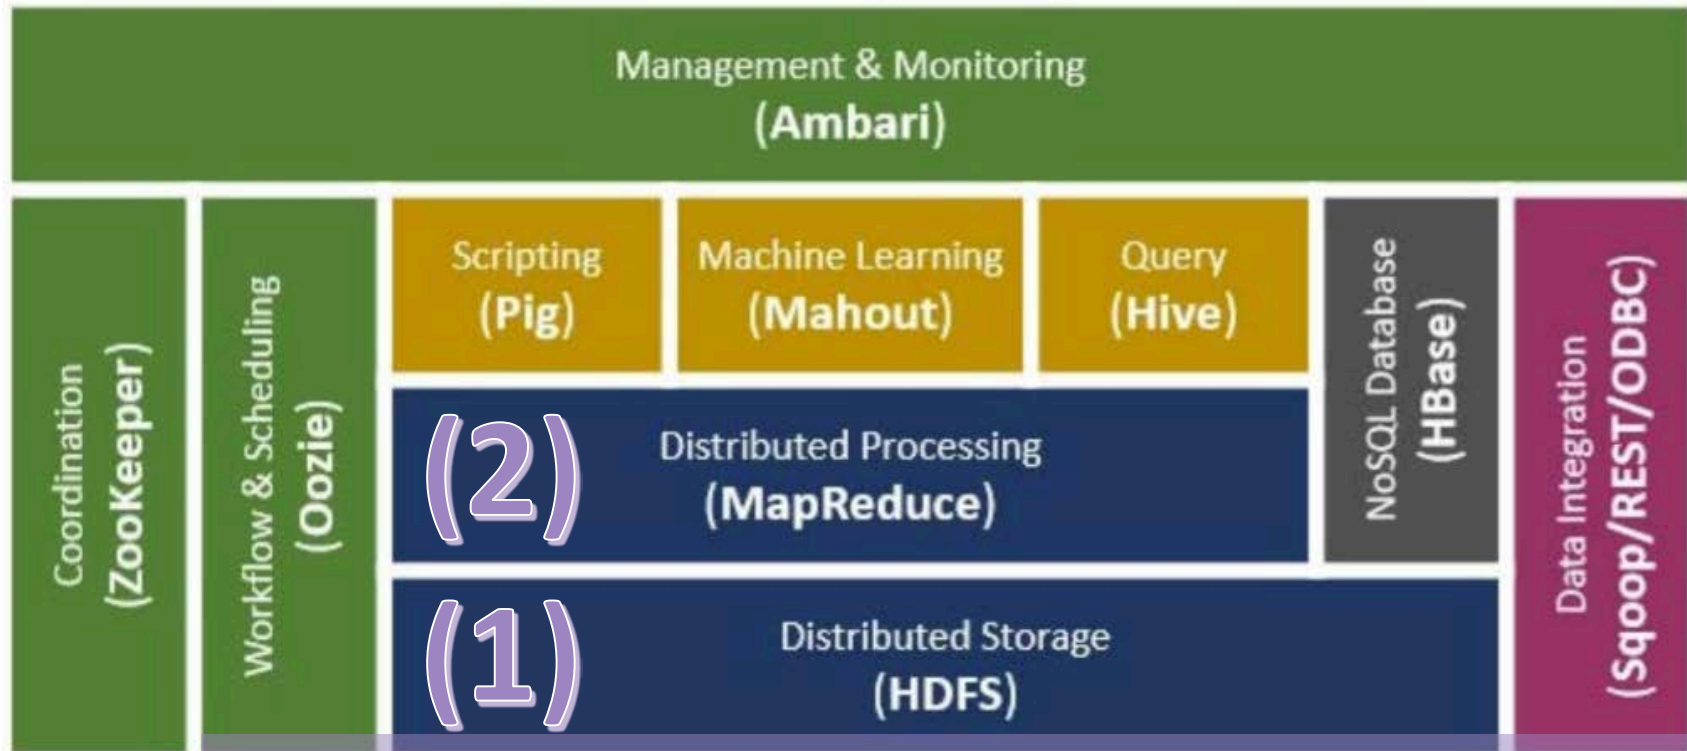 Management & Monitoring
(Ambari)
Coordination
(ZooKeeper)
Workflow & Scheduling
(Oozie)
Scripting
(Pig)
Machine Learning
(Mahout)
Query
(Hive)
NoSQL Database
(HBase)
Data Integration
(Sqoop/REST/ODBC)
(2)
Distributed Processing
(MapReduce)
(1)
Distributed Storage
(HDFS)